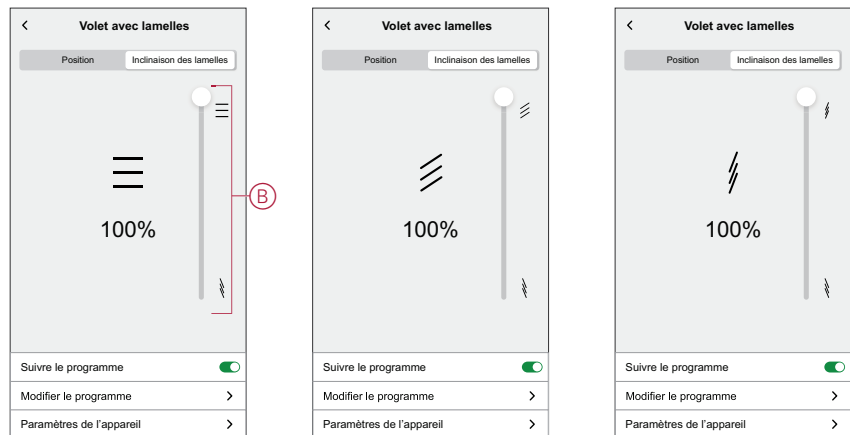 Volet avec lamelles
Position Inclinaison des lamelles
100%
B
Suivre le programme
Modifier le programme
Paramètres de l'appareil
Volet avec lamelles
Position Inclinaison des lamelles
100%
Suivre le programme
Modifier le programme
Paramètres de l'appareil
Volet avec lamelles
Position Inclinaison des lamelles
100%
Suivre le programme
Modifier le programme
Paramètres de l'appareil